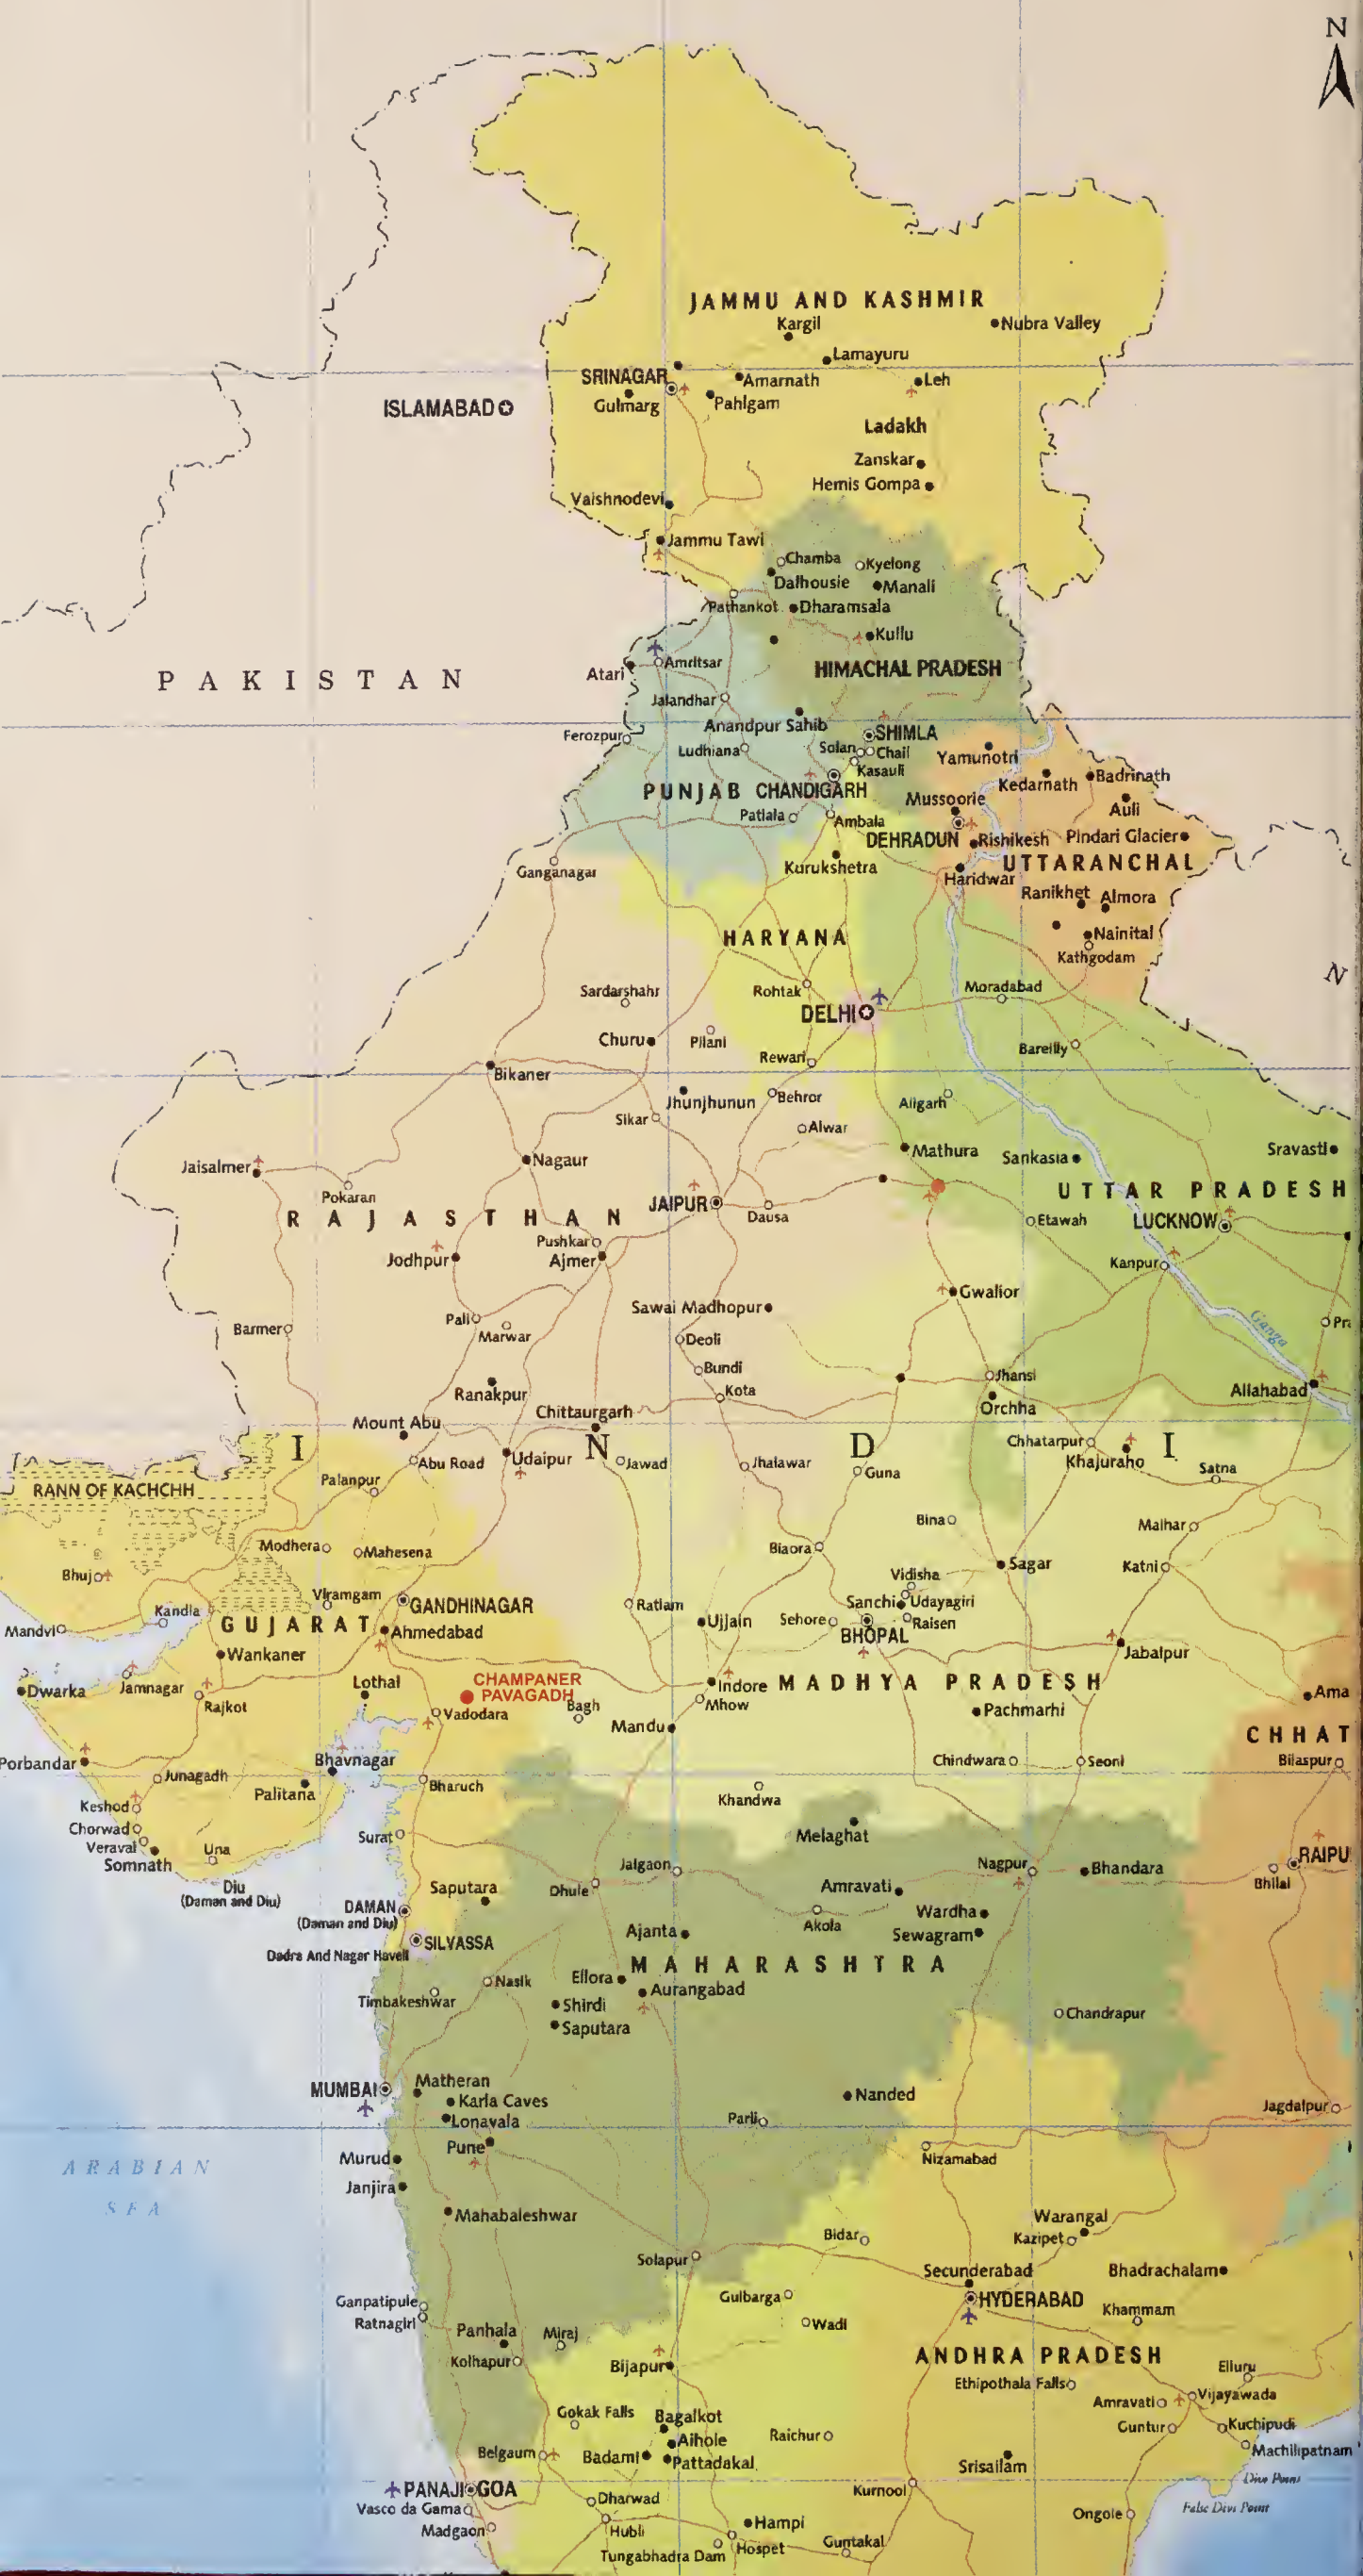 N
JAMMU AND KASHMIR
Kargil
Nubra Valley
Lamayuru
SRINAGAR
Amarnath
Leh
ISLAMABAD
Gulmarg
Pahlgam
Ladakh
Zanskar
Hemis Gompa
Vaishnodevi
Jammu Tawi
Chamba
Kyelong
Dalhousie
Manali
Pathankot
Dharamsala
Kullu
PAKISTAN
Atari
Amritsar
HIMACHAL PRADESH
Jalandhar
Anandpur Sahib
SHIMLA
Ferozpur
Ludhiana
Solan
Chail
Yamunotri
Kasauli
Kedarnath
Badrinath
PUNJAB
CHANDIGARH
Mussoorie
Auli
Patiala
Ambala
DEHRADUN
Rishikesh
Pindari Glacier
Ganganagar
Kurukshetra
Haridwar
UTTARANCHAL
Ranikhet
Almora
HARYANA
Nainital
Kathgodam
N
Sardarshahr
Rohtak
Moradabad
DELHI
Churu
Pilani
Rewari
Bareilly
Bikaner
Jhunjhunun
Behror
Aligarh
Sikar
Alwar
Jaisalmer
Nagaur
Mathura
Sankasia
Sravasti
Pokaran
JAIPUR
Dausa
UTTAR PRADESH
RAJASTHAN
Etawah
LUCKNOW
Jodhpur
Pushkar
Ajmer
Kanpur
Gwalior
Sawai Madhopur
Barmer
Pali
Marwar
Deoli
Ganga
Pra
Bundi
Jhansi
Ranakpur
Kota
Allahabad
Orchha
Mount Abu
Chittaurgarh
I N D I
Chhatarpur
Khajuraho
Abu Road
Udaipur
Jawad
Jhalawar
Guna
Satna
RANN OF KACHCHH
Palanpur
Bina
Maihar
Modhera
Mahesena
Biaora
Sagar
Katni
Bhuj
Vidisha
Viramgam
GANDHINAGAR
Ratlam
Sanchi
Udayagiri
Kandla
Mandvi
GUJARAT
Ahmedabad
Ujjain
Sehore
Raisen
BHOPAL
Wankaner
Jabalpur
Dwarka
Jamnagar
Lothal
CHAMPANER
PAVAGADH
Indore
MADHYA PRADESH
Ama
Rajkot
Vadodara
Bagh
Mhow
Pachmarhi
Mandu
CHHAT
Porbandar
Bhavnagar
Chindwara
Seoni
Bilaspur
Junagadh
Palitana
Bharuch
Keshod
Khandwa
Chorwad
Veraval
Una
Surat
Melaghat
Somnath
Jalgaon
Nagpur
Bhandara
RAIPU
Diu
(Daman and Diu)
Saputara
Dhule
Amravati
Bhilai
DAMAN
(Daman and Diu)
Akola
Wardha
Ajanta
Sewagram
SILVASSA
Dadra And Nagar Haveli
MAHARASHTRA
Nasik
Ellora
Aurangabad
Timbakeshwar
Shirdi
Saputara
Chandrapur
MUMBAI
Matheran
Karla Caves
Nanded
Lonavala
Parli
Jagdalpur
Pune
Murud
Nizamabad
ARABIAN
SEA
Janjira
Mahabaleshwar
Warangal
Bidar
Kazipet
Solapur
Secunderabad
Bhadrachalam
Ganpatipule
Gulbarga
HYDERABAD
Ratnagiri
Wadi
Khammam
Panhala
Miraj
Kolhapur
Bijapur
ANDHRA PRADESH
Elluru
Ethipothala Falls
Amravati
Vijayawada
Gokak Falls
Bagalkot
Guntur
Kuchipudi
Aihole
Raichur
Belgaum
Badami
Pattadakal
Machilipatnam
Srisailam
Divi Point
PANAJI
GOA
Kurnool
Dharwad
False Divi Point
Vasco da Gama
Ongole
Madgaon
Hubli
Hampi
Tungabhadra Dam
Hospet
Guntakal